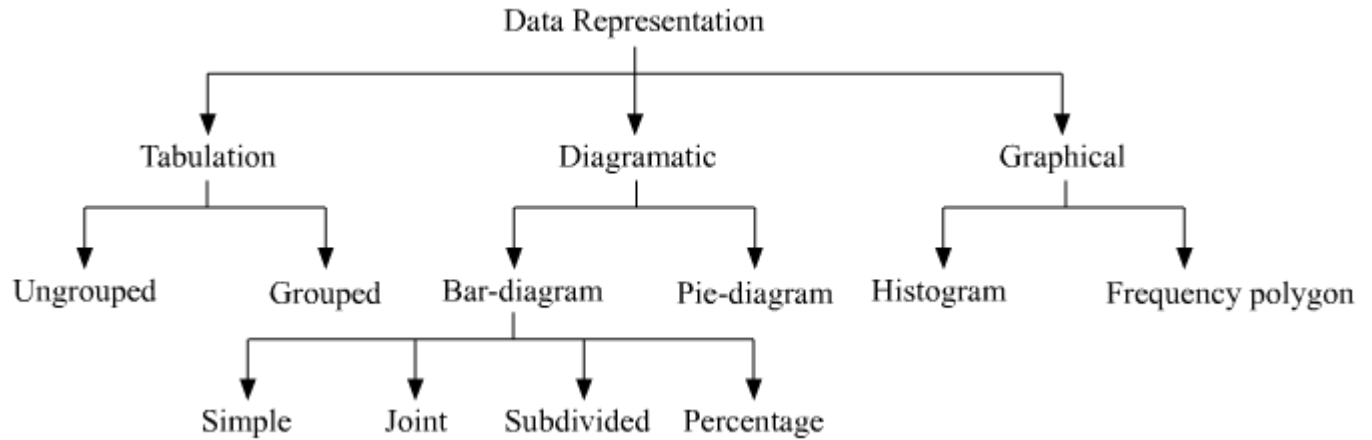 Data Representation
Tabulation Diagramatic Graphical
Ungrouped Grouped Bar-diagram Pie-diagram Histogram Frequency polygon
Simple Joint Subdivided Percentage